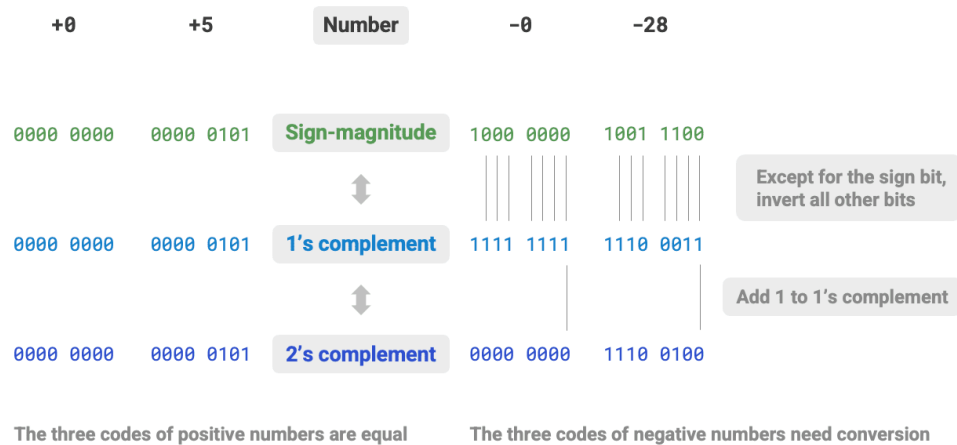 +0 +5 Number −0 −28
0000 0000 0000 0101 Sign-magnitude 1000 0000 1001 1100
Except for the sign bit,
invert all other bits
0000 0000 0000 0101 1's complement 1111 1111 1110 0011
Add 1 to 1's complement
0000 0000 0000 0101 2's complement 0000 0000 1110 0100
The three codes of positive numbers are equal The three codes of negative numbers need conversion